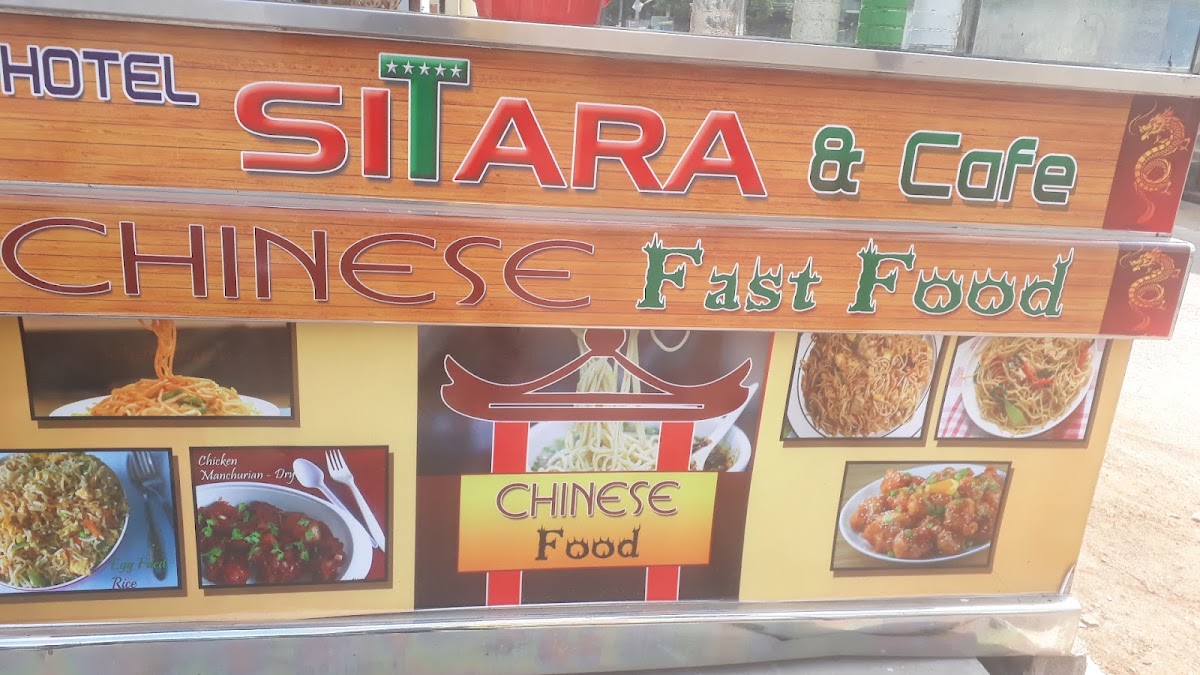 HOTEL SiTARA & Cafe
CHINESE Fast Food
Chicken
Manchurian - Dry
Egg Fried
Rice
CHINESE
Food